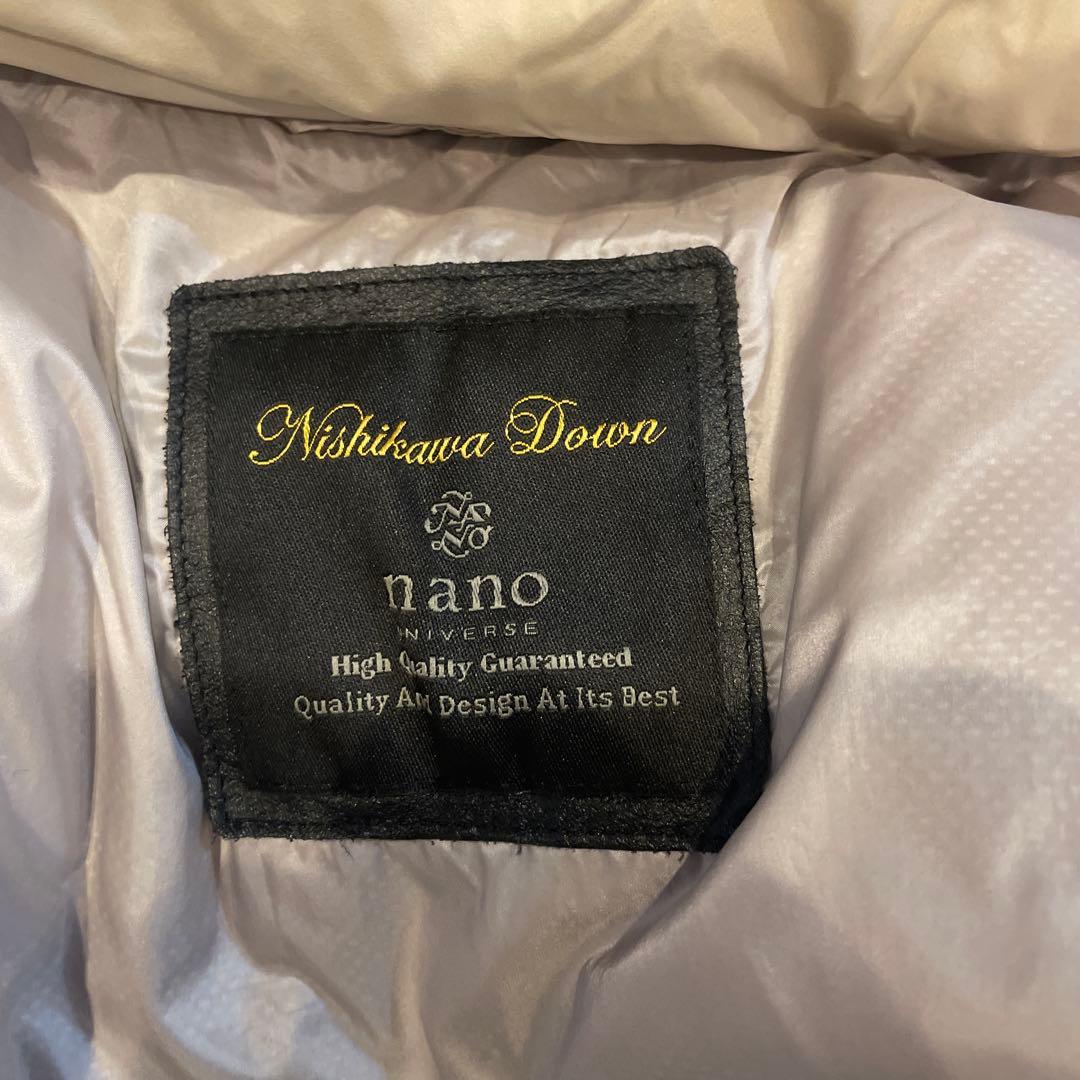 Nishikawa Down
nano
UNIVERSE
High Quality Guaranteed
Quality And Design At Its Best